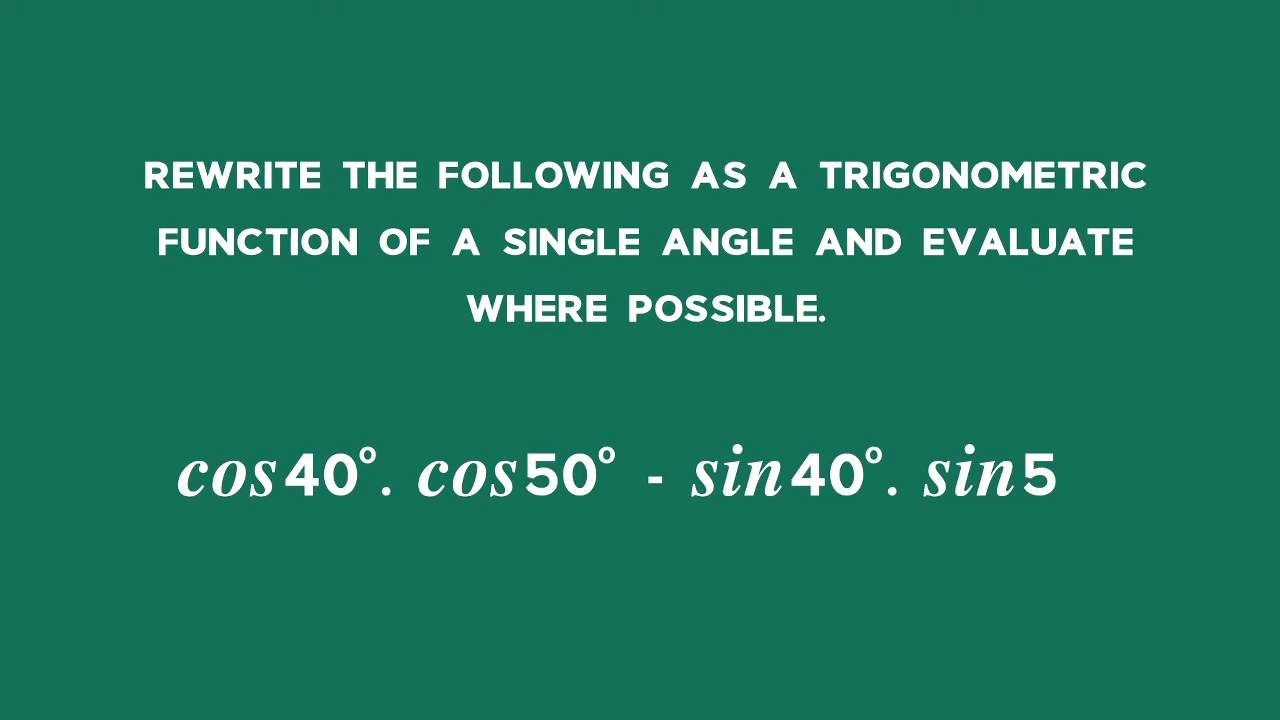 REWRITE THE FOLLOWING AS A TRIGONOMETRIC
FUNCTION OF A SINGLE ANGLE AND EVALUATE
WHERE POSSIBLE.
cos40°. cos50° - sin40°. sin5